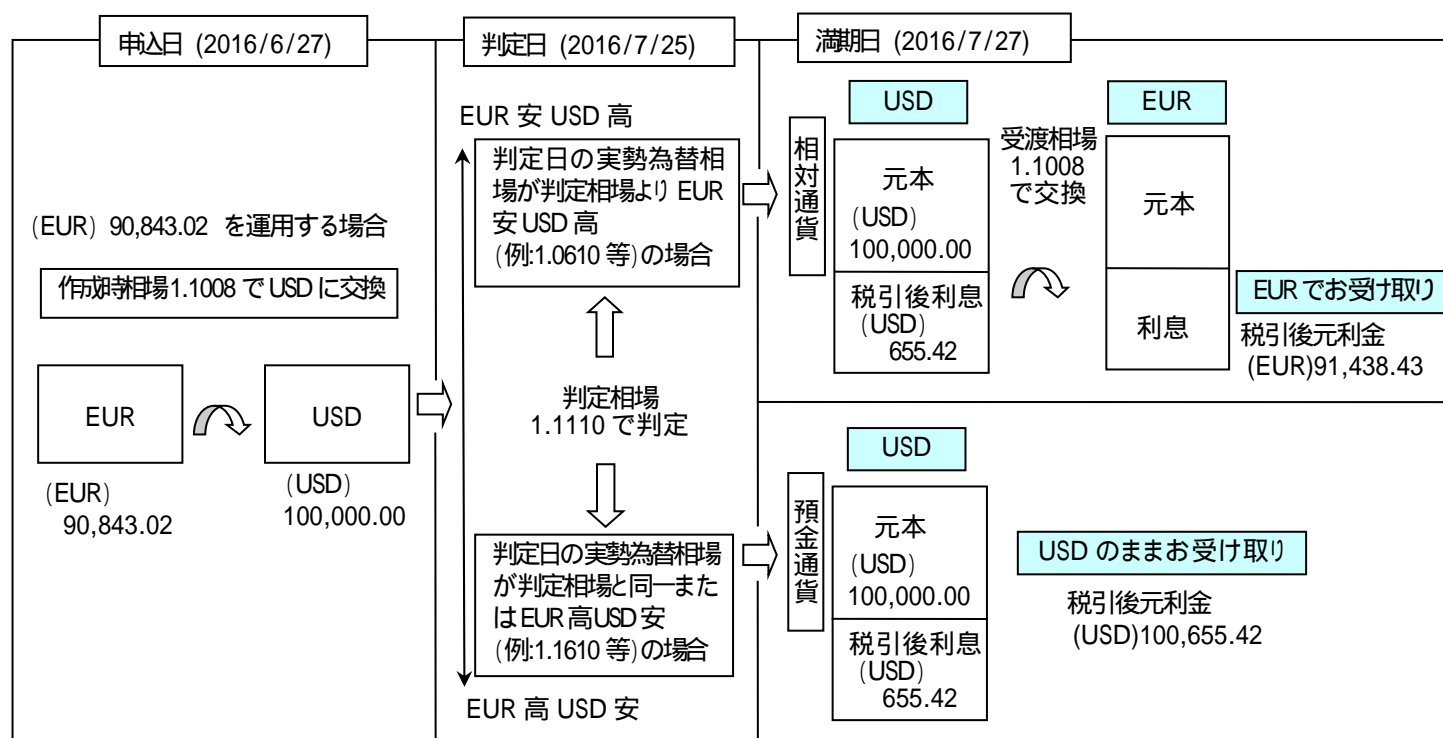 申込日 (2016/6/27)
(EUR) 90,843.02 を運用する場合
作成時相場1.1008 で USD に交換
EUR
(EUR)
90,843.02
USD
(USD)
100,000.00
判定日 (2016/7/25)
EUR 安 USD 高
判定日の実勢為替相
場が判定相場より EUR
安 USD 高
(例:1.0610 等)の場合
判定相場
1.1110 で判定
判定日の実勢為替相場
が判定相場と同一また
は EUR 高 USD 安
(例:1.1610 等)の場合
EUR 高 USD 安
満期日 (2016/7/27)
相対通貨
USD
元本
(USD)
100,000.00
税引後利息
(USD)
655.42
受渡相場
1.1008
で交換
EUR
元本
利息
EUR でお受け取り
税引後元利金
(EUR)91,438.43
預金通貨
USD
元本
(USD)
100,000.00
税引後利息
(USD)
655.42
USD のままお受け取り
税引後元利金
(USD)100,655.42